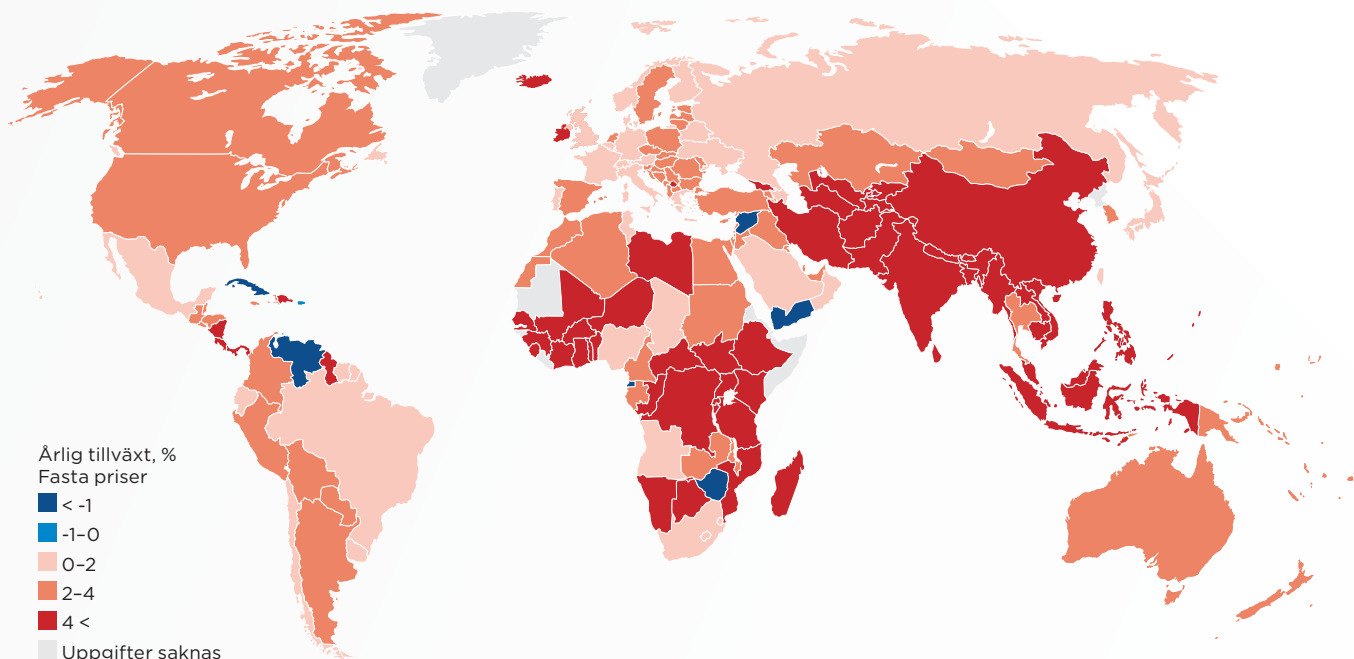 Årlig tillväxt, %
Fasta priser
< -1
-1–0
0–2
2–4
4 <
Uppgifter saknas